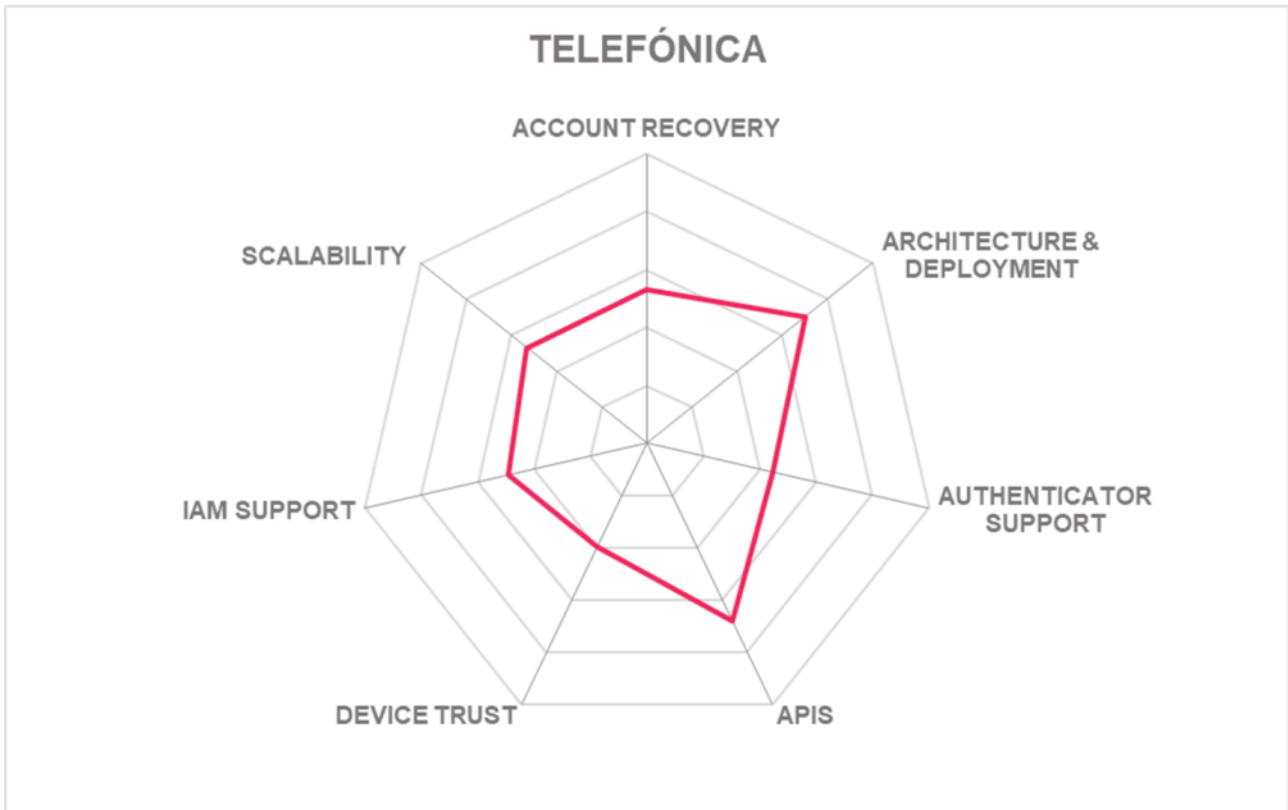 TELEFÓNICA
ACCOUNT RECOVERY
ARCHITECTURE &
DEPLOYMENT
SCALABILITY
AUTHENTICATOR
SUPPORT
IAM SUPPORT
DEVICE TRUST
APIS